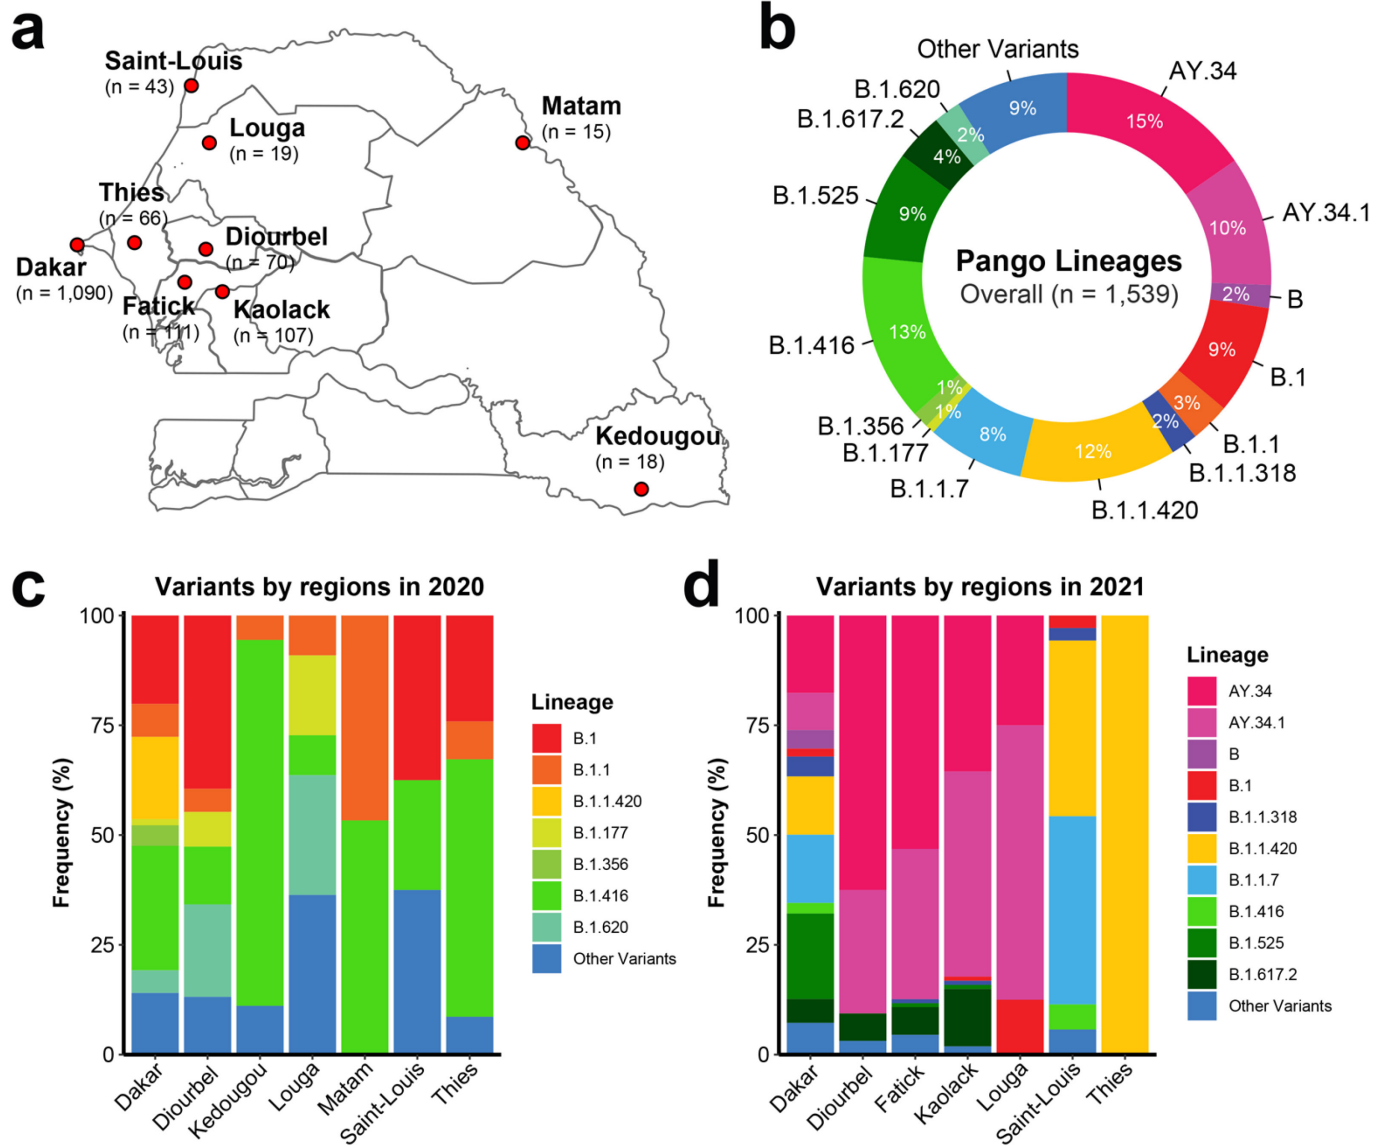 a
Saint-Louis
(n = 43)
Louga
(n = 19)
Matam
(n = 15)
Thies
(n = 66)
Diourbel
(n = 70)
Dakar
(n = 1,090)
Fatick
(n = 111)
Kaolack
(n = 107)
Kedougou
(n = 18)
b
Other Variants
AY.34
B.1.620
B.1.617.2
B.1.525
AY.34.1
B
B.1
B.1.416
B.1.356
B.1.177
B.1.1.7
B.1.1.420
B.1.1.318
B.1.1
9%
15%
2%
4%
9%
10%
2%
13%
9%
1%
1%
3%
2%
8%
12%
Pango Lineages
Overall (n = 1,539)
c
Variants by regions in 2020
Frequency (%)
100
75
50
25
0
Dakar
Diourbel
Kedougou
Louga
Matam
Saint-Louis
Thies
Lineage
B.1
B.1.1
B.1.1.420
B.1.177
B.1.356
B.1.416
B.1.620
Other Variants
d
Variants by regions in 2021
Frequency (%)
100
75
50
25
0
Dakar
Diourbel
Fatick
Kaolack
Louga
Saint-Louis
Thies
Lineage
AY.34
AY.34.1
B
B.1
B.1.1.318
B.1.1.420
B.1.1.7
B.1.416
B.1.525
B.1.617.2
Other Variants